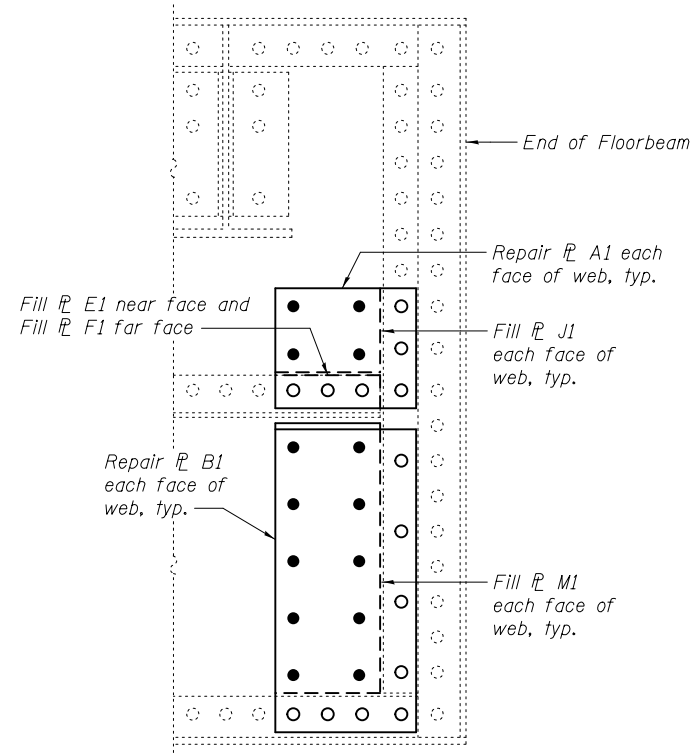 End of Floorbeam
Repair ⅊ A1 each
face of web, typ.
Fill ⅊ E1 near face and
Fill ⅊ F1 far face
Fill ⅊ J1
each face of
web, typ.
Repair ⅊ B1
each face of
web, typ.
Fill ⅊ M1
each face of
web, typ.